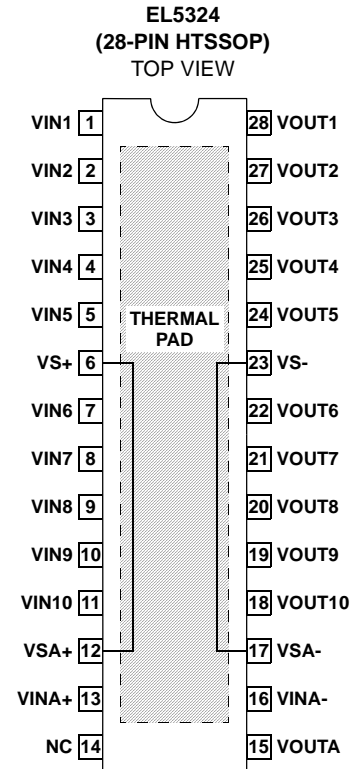 EL5324
(28-PIN HTSSOP)
TOP VIEW
VIN1 1 28 VOUT1
VIN2 2 27 VOUT2
VIN3 3 26 VOUT3
VIN4 4 25 VOUT4
VIN5 5 24 VOUT5
THERMAL
PAD
VS+ 6 23 VS-
VIN6 7 22 VOUT6
VIN7 8 21 VOUT7
VIN8 9 20 VOUT8
VIN9 10 19 VOUT9
VIN10 11 18 VOUT10
VSA+ 12 17 VSA-
VINA+ 13 16 VINA-
NC 14 15 VOUTA